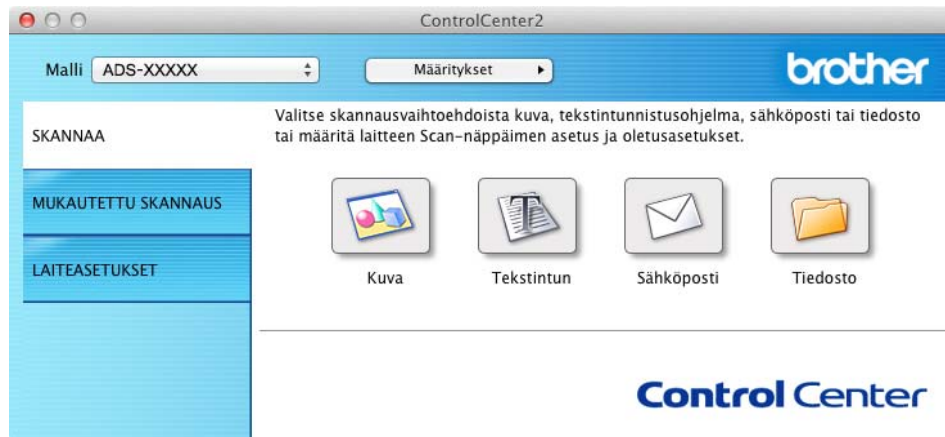 ControlCenter2
Malli ADS-XXXXX Määritykset brother
Valitse skannausvaihtoehdoista kuva, tekstintunnistusohjelma, sähköposti tai tiedosto
tai määritä laitteen Scan-näppäimen asetus ja oletusasetukset.
SKANNAA
MUKAUTETTU SKANNAUS
LAITEASETUKSET
Kuva Tekstintun Sähköposti Tiedosto
Control Center